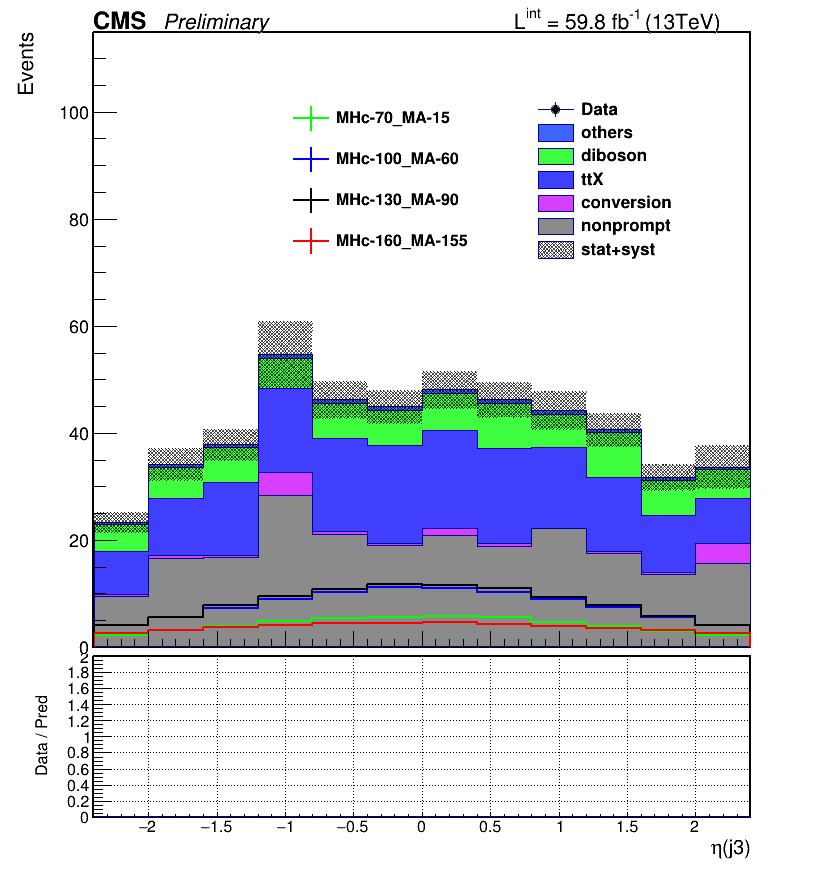 CMS Preliminary L^int = 59.8 fb^-1 (13TeV)
Events
100
80
60
40
20
0
MHc-70_MA-15
MHc-100_MA-60
MHc-130_MA-90
MHc-160_MA-155
Data
others
diboson
ttX
conversion
nonprompt
stat+syst
Data / Pred
2
1.8
1.6
1.4
1.2
1
0.8
0.6
0.4
0.2
0
−2 −1.5 −1 −0.5 0 0.5 1 1.5 2
η(j3)